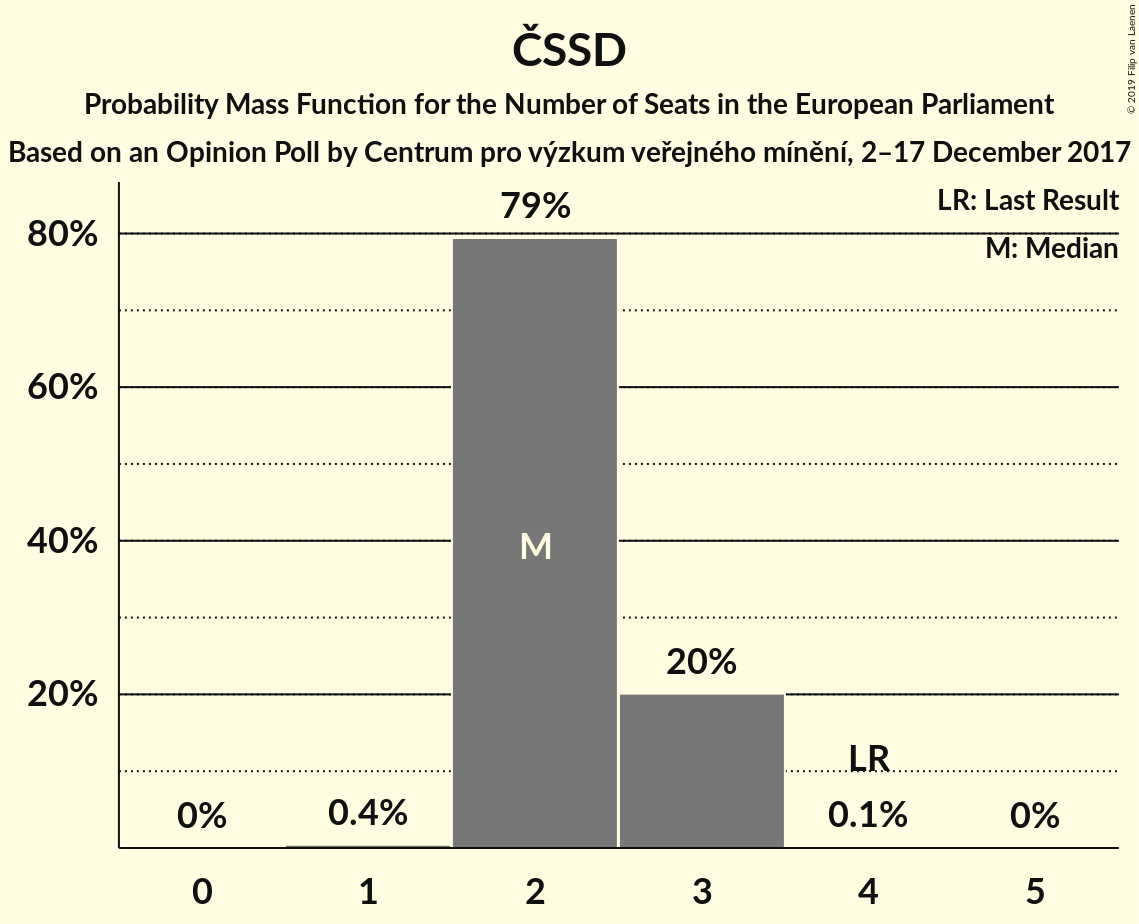 ČSSD
Probability Mass Function for the Number of Seats in the European Parliament
Based on an Opinion Poll by Centrum pro výzkum veřejného mínění, 2–17 December 2017
© 2019 Filip van Laenen
LR: Last Result
M: Median
79%
80%
60%
40%
M
20%
20%
LR
0%
0.4%
0.1%
0%
0 1 2 3 4 5